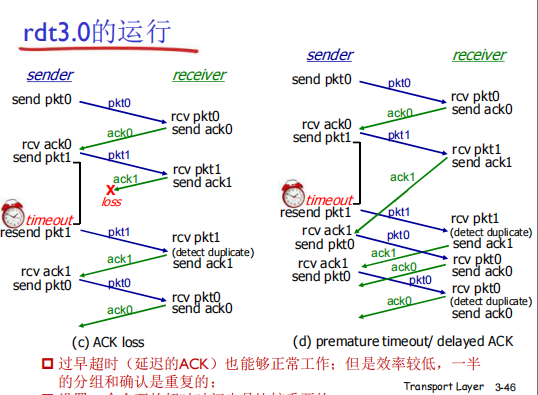 rdt3.0的运行
sender
receiver
send pkt0
pkt0
rcv pkt0
send ack0
ack0
rcv ack0
send pkt1
pkt1
rcv pkt1
send ack1
ack1
X
loss
timeout
resend pkt1
pkt1
rcv pkt1
(detect duplicate)
send ack1
ack1
rcv ack1
send pkt0
pkt0
rcv pkt0
send ack0
ack0
(c) ACK loss
sender
receiver
send pkt0
pkt0
rcv pkt0
send ack0
ack0
rcv ack0
send pkt1
pkt1
rcv pkt1
send ack1
ack1
timeout
resend pkt1
pkt1
rcv pkt1
(detect duplicate)
send ack1
rcv ack1
send pkt0
pkt0
ack1
rcv pkt0
send ack0
ack0
rcv ack1
send pkt0
pkt0
rcv pkt0
(detect duplicate)
send ack0
ack0
(d) premature timeout/ delayed ACK
过早超时（延迟的ACK）也能够正常工作；但是效率较低，一半
的分组和确认是重复的；
Transport Layer 3-46